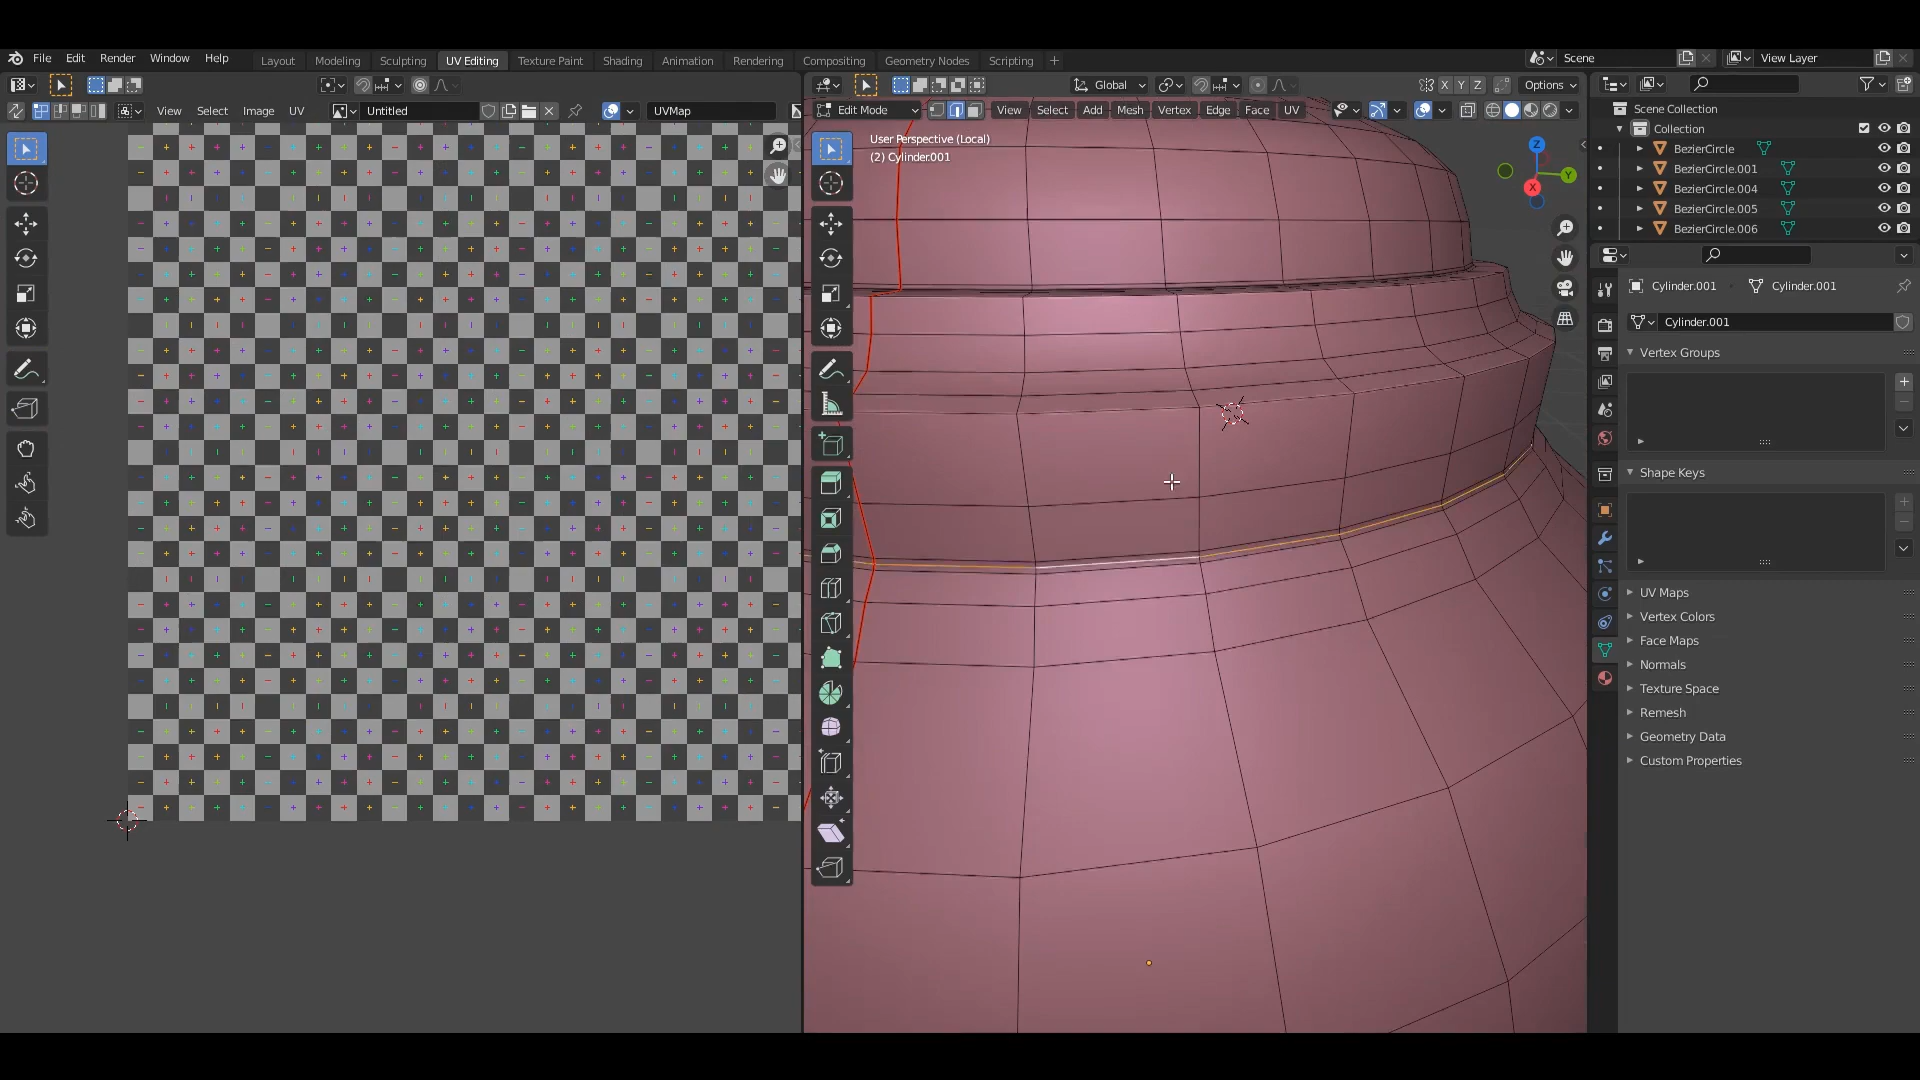 File Edit Render Window Help Layout Modeling Sculpting UV Editing Texture Paint Shading Animation Rendering Compositing Geometry Nodes Scripting + Scene View Layer
Global X Y Z Options
View Select Image UV Untitled UVMap Edit Mode View Select Add Mesh Vertex Edge Face UV
User Perspective (Local)
(2) Cylinder.001
Z
Y
X
Scene Collection
Collection
BezierCircle
BezierCircle.001
BezierCircle.004
BezierCircle.005
BezierCircle.006
Cylinder.001 Cylinder.001
Cylinder.001
Vertex Groups
Shape Keys
UV Maps
Vertex Colors
Face Maps
Normals
Texture Space
Remesh
Geometry Data
Custom Properties